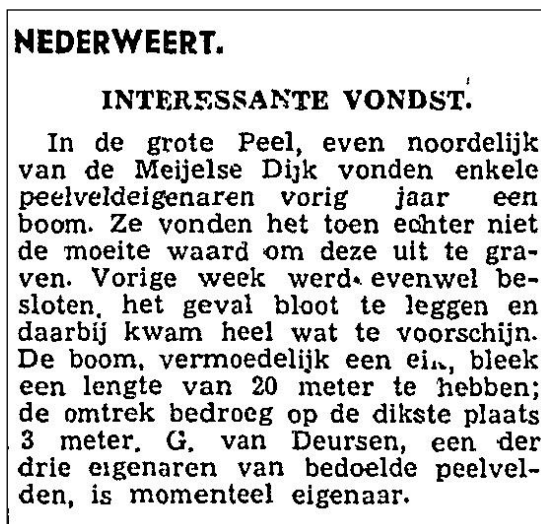 NEDERWEERT.
INTERESSANTE VONDST.
In de grote Peel, even noordelijk
van de Meijelse Dijk vonden enkele
peelveldeigenaren vorig jaar een
boom. Ze vonden het toen echter niet
de moeite waard om deze uit te gra-
ven. Vorige week werd evenwel be-
sloten, het geval bloot te leggen en
daarbij kwam heel wat te voorschijn.
De boom, vermoedelijk een eik, bleek
een lengte van 20 meter te hebben;
de omtrek bedroeg op de dikste plaats
3 meter. G. van Deursen, een der
drie eigenaren van bedoelde peelvel-
den, is momenteel eigenaar.